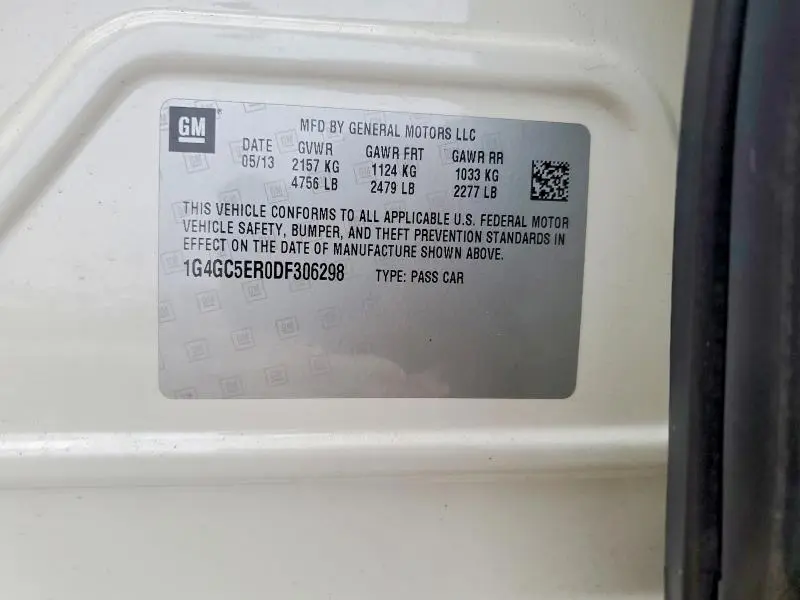 GM
MFD BY GENERAL MOTORS LLC
DATE GVWR GAWR FRT GAWR RR
05/13 2157 KG 1124 KG 1033 KG
4756 LB 2479 LB 2277 LB
THIS VEHICLE CONFORMS TO ALL APPLICABLE U.S. FEDERAL MOTOR
VEHICLE SAFETY, BUMPER, AND THEFT PREVENTION STANDARDS IN
EFFECT ON THE DATE OF MANUFACTURE SHOWN ABOVE.
1G4GC5ER0DF306298 TYPE: PASS CAR